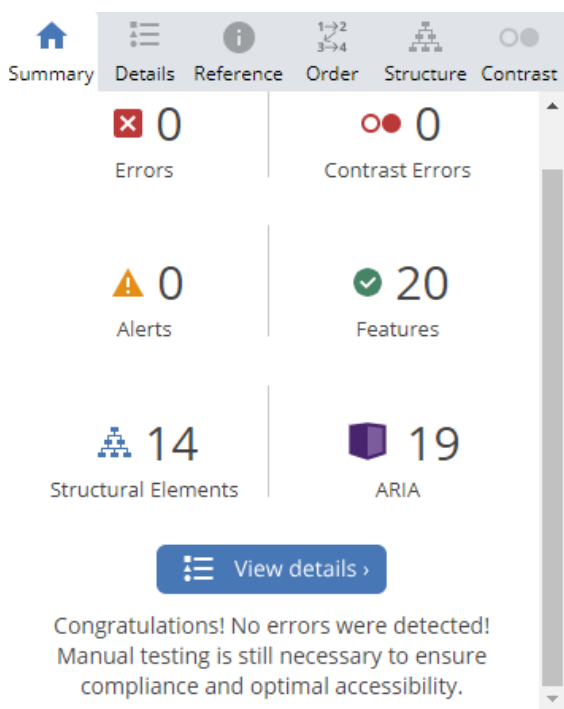 Summary Details Reference Order Structure Contrast
1→2
3→4
0 0
Errors Contrast Errors
0 20
Alerts Features
14 19
Structural Elements ARIA
View details ›
Congratulations! No errors were detected!
Manual testing is still necessary to ensure
compliance and optimal accessibility.